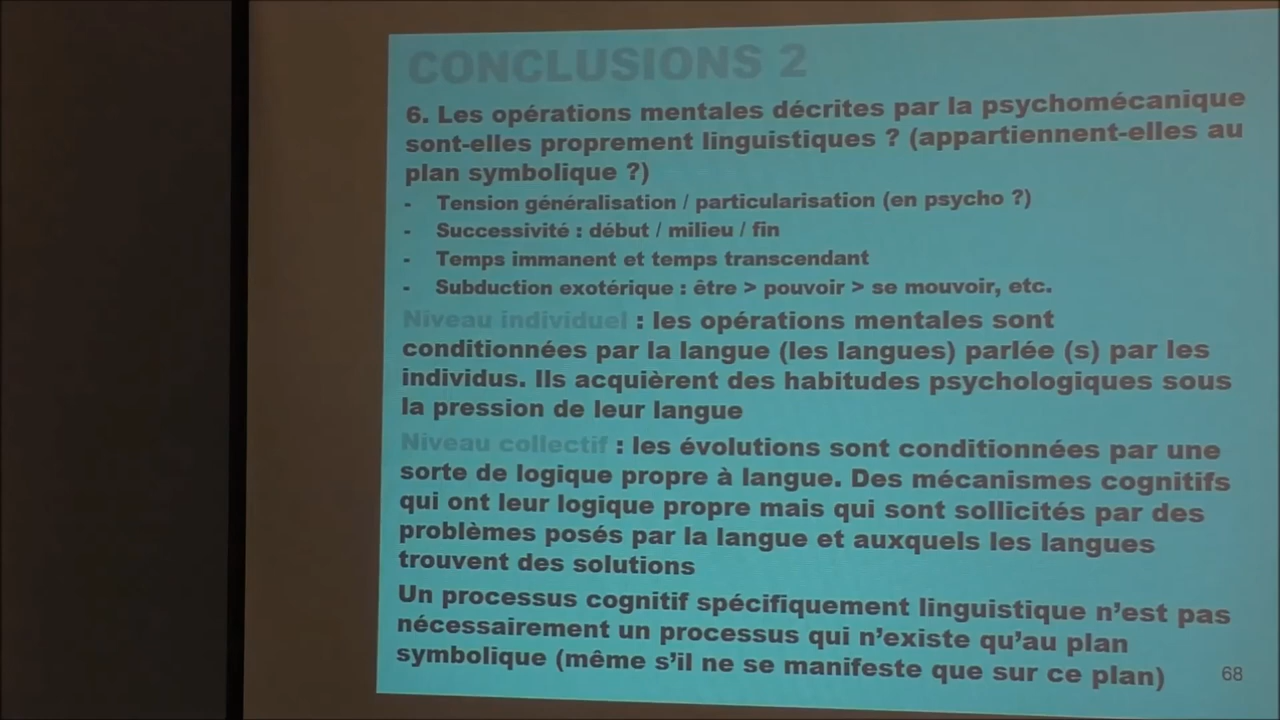 CONCLUSIONS 2
6. Les opérations mentales décrites par la psychomécanique
sont-elles proprement linguistiques ? (appartiennent-elles au
plan symbolique ?)
- Tension généralisation / particularisation (en psycho ?)
- Successivité : début / milieu / fin
- Temps immanent et temps transcendant
- Subduction exotérique : être > pouvoir > se mouvoir, etc.
Niveau individuel : les opérations mentales sont
conditionnées par la langue (les langues) parlée (s) par les
individus. Ils acquièrent des habitudes psychologiques sous
la pression de leur langue
Niveau collectif : les évolutions sont conditionnées par une
sorte de logique propre à langue. Des mécanismes cognitifs
qui ont leur logique propre mais qui sont sollicités par des
problèmes posés par la langue et auxquels les langues
trouvent des solutions
Un processus cognitif spécifiquement linguistique n’est pas
nécessairement un processus qui n’existe qu’au plan
symbolique (même s’il ne se manifeste que sur ce plan)
68